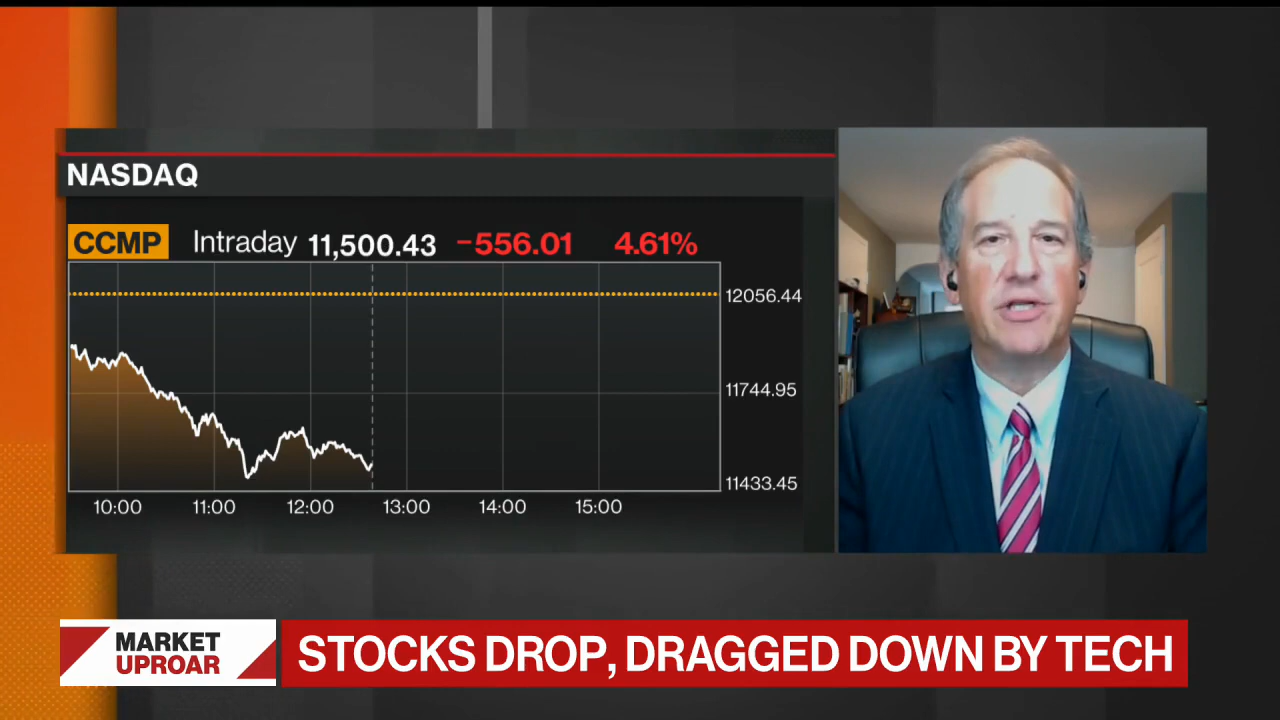 NASDAQ
CCMP Intraday 11,500.43 -556.01 4.61%
12056.44
11744.95
11433.45
10:00 11:00 12:00 13:00 14:00 15:00
MARKET
UPROAR
STOCKS DROP, DRAGGED DOWN BY TECH